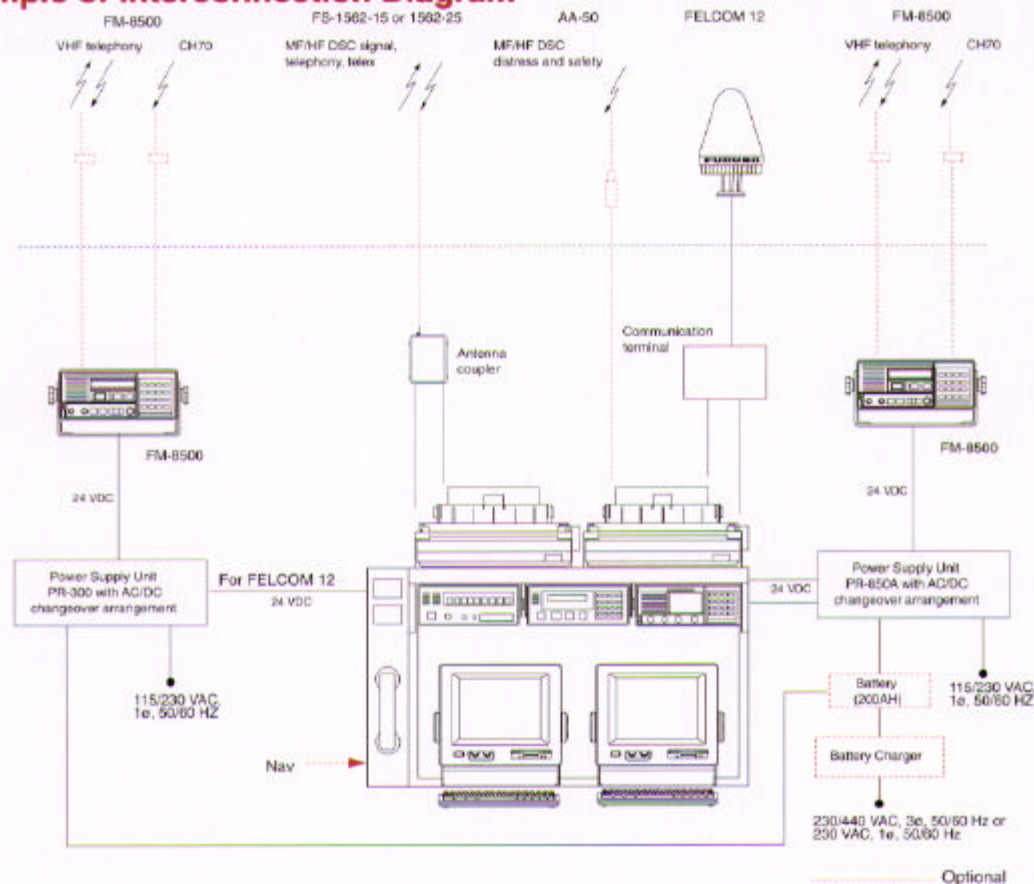 Interconnection Diagram
FM-8500
FS-1562-15 or 1562-25
AA-50
FELCOM 12
FM-8500
VHF telephony
CH70
MF/HF DSC signal,
telephony, telex
MF/HF DSC
distress and safety
VHF telephony
CH70
FURUNO
Antenna
coupler
Communication
terminal
FM-8500
FM-8500
24 VDC
24 VDC
Power Supply Unit
PR-300 with AC/DC
changeover arrangement
For FELCOM 12
24 VDC
24 VDC
Power Supply Unit
PR-850A with AC/DC
changeover arrangement
115/230 VAC,
1ø, 50/60 HZ
Battery
(200AH)
115/230 VAC
1ø, 50/60 HZ
Nav
Battery Charger
230/440 VAC, 3ø, 50/60 Hz or
230 VAC, 1ø, 50/60 Hz
Optional